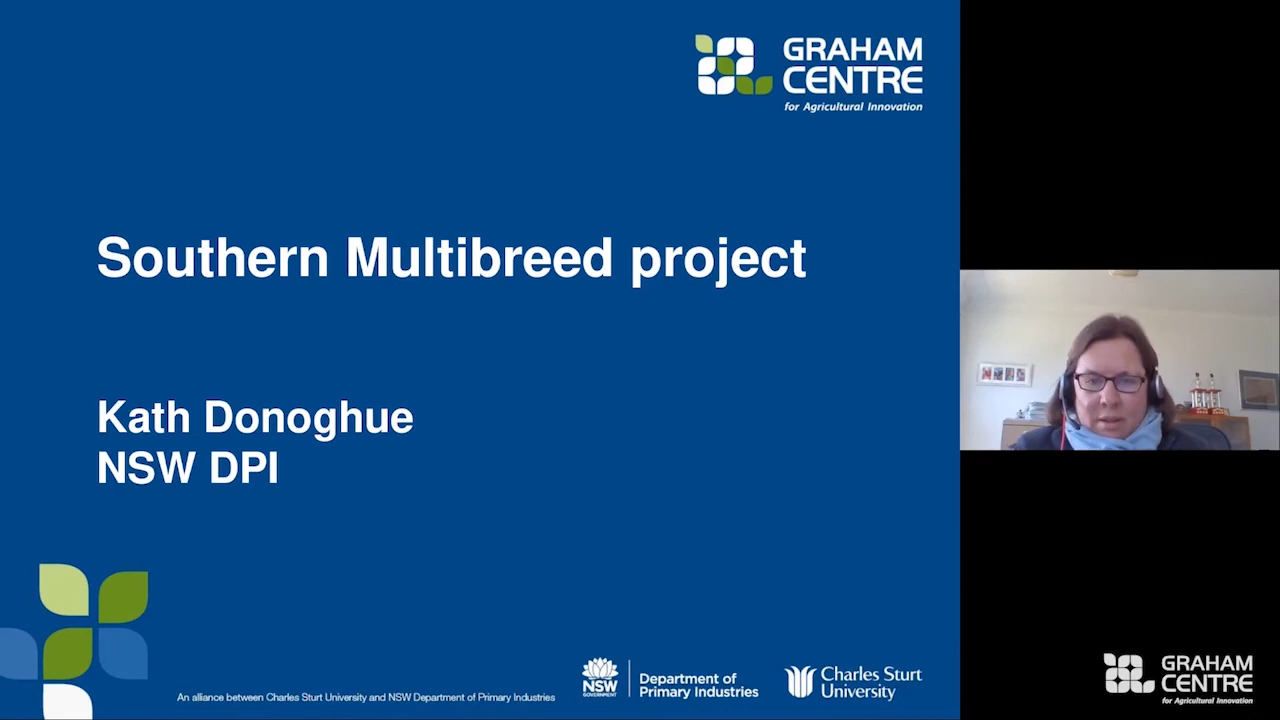 GRAHAM
CENTRE
for Agricultural Innovation
Southern Multibreed project
Kath Donoghue
NSW DPI
An alliance between Charles Sturt University and NSW Department of Primary Industries
NSW
GOVERNMENT
Department of
Primary Industries
Charles Sturt
University
GRAHAM
CENTRE
for Agricultural Innovation